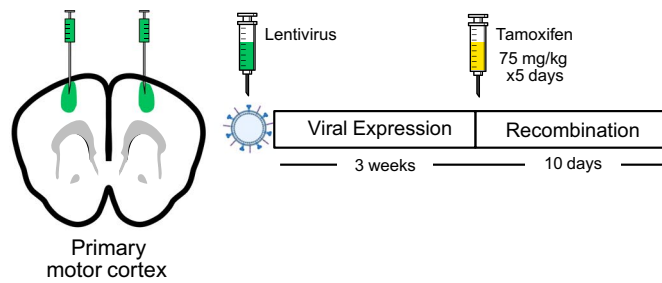 Lentivirus
Tamoxifen
75 mg/kg
x5 days
Viral Expression
Recombination
3 weeks
10 days
Primary
motor cortex